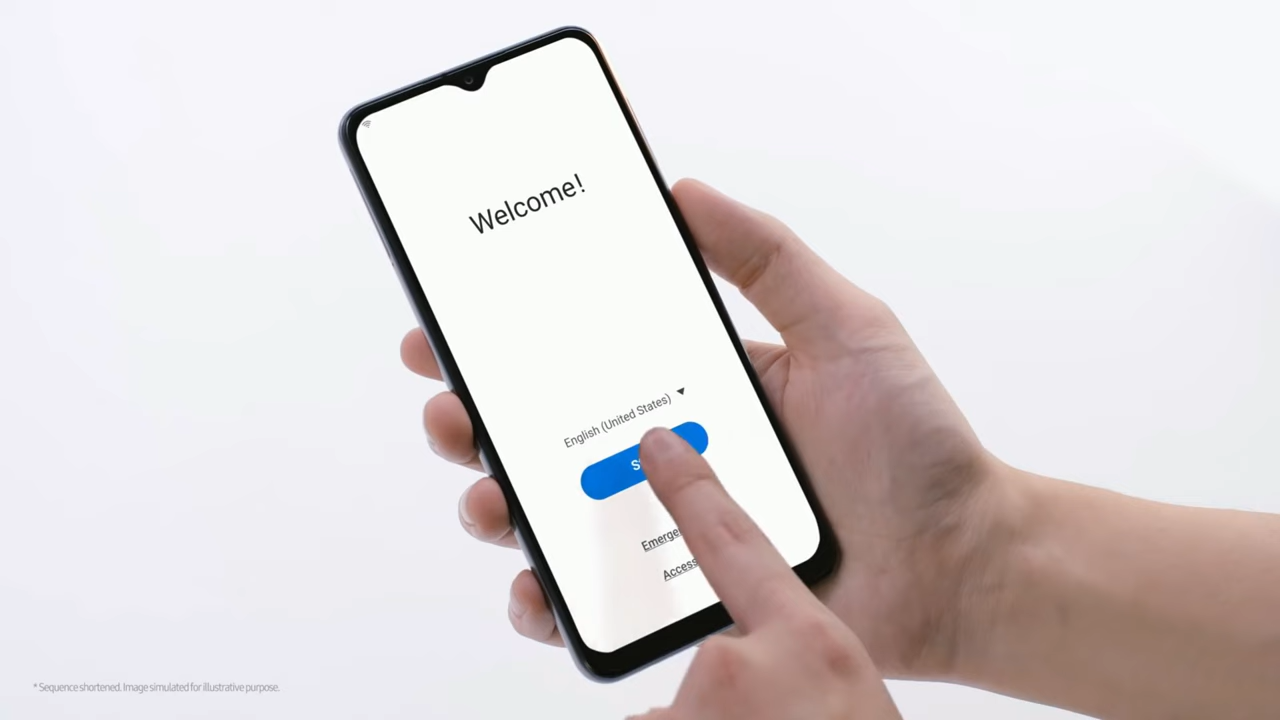 Welcome!
English (United States)
* Sequence shortened. Image simulated for illustrative purpose.